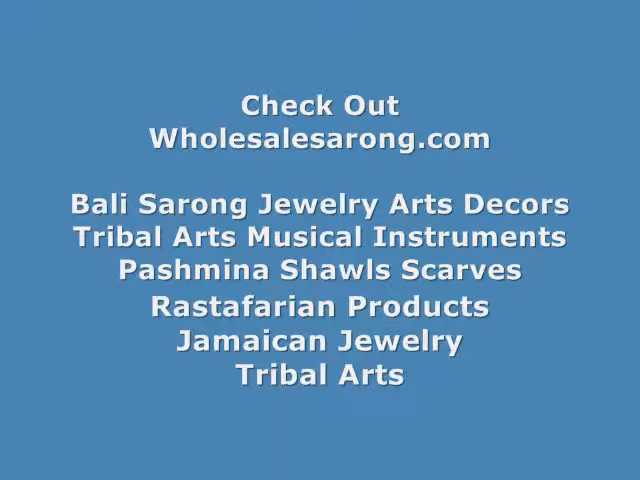 Check Out
Wholesalesarong.com
Bali Sarong Jewelry Arts Decors
Tribal Arts Musical Instruments
Pashmina Shawls Scarves
Rastafarian Products
Jamaican Jewelry
Tribal Arts